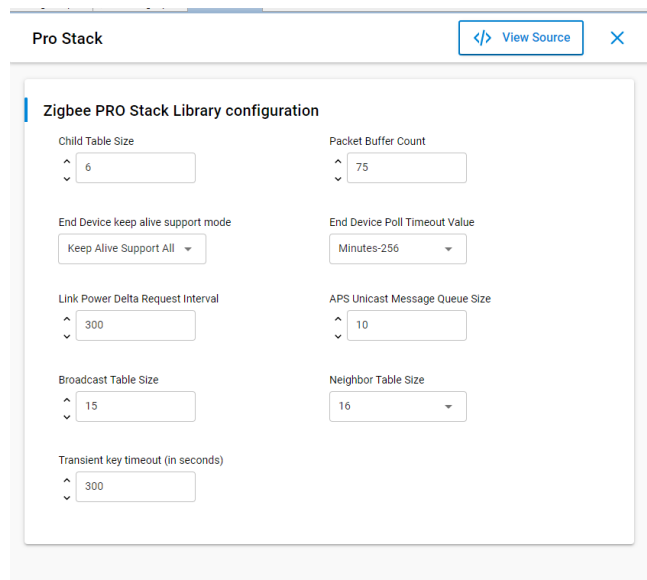 Pro Stack
</> View Source
Zigbee PRO Stack Library configuration
Child Table Size
Packet Buffer Count
6
75
End Device keep alive support mode
End Device Poll Timeout Value
Keep Alive Support All
Minutes-256
Link Power Delta Request Interval
APS Unicast Message Queue Size
300
10
Broadcast Table Size
Neighbor Table Size
15
16
Transient key timeout (in seconds)
300